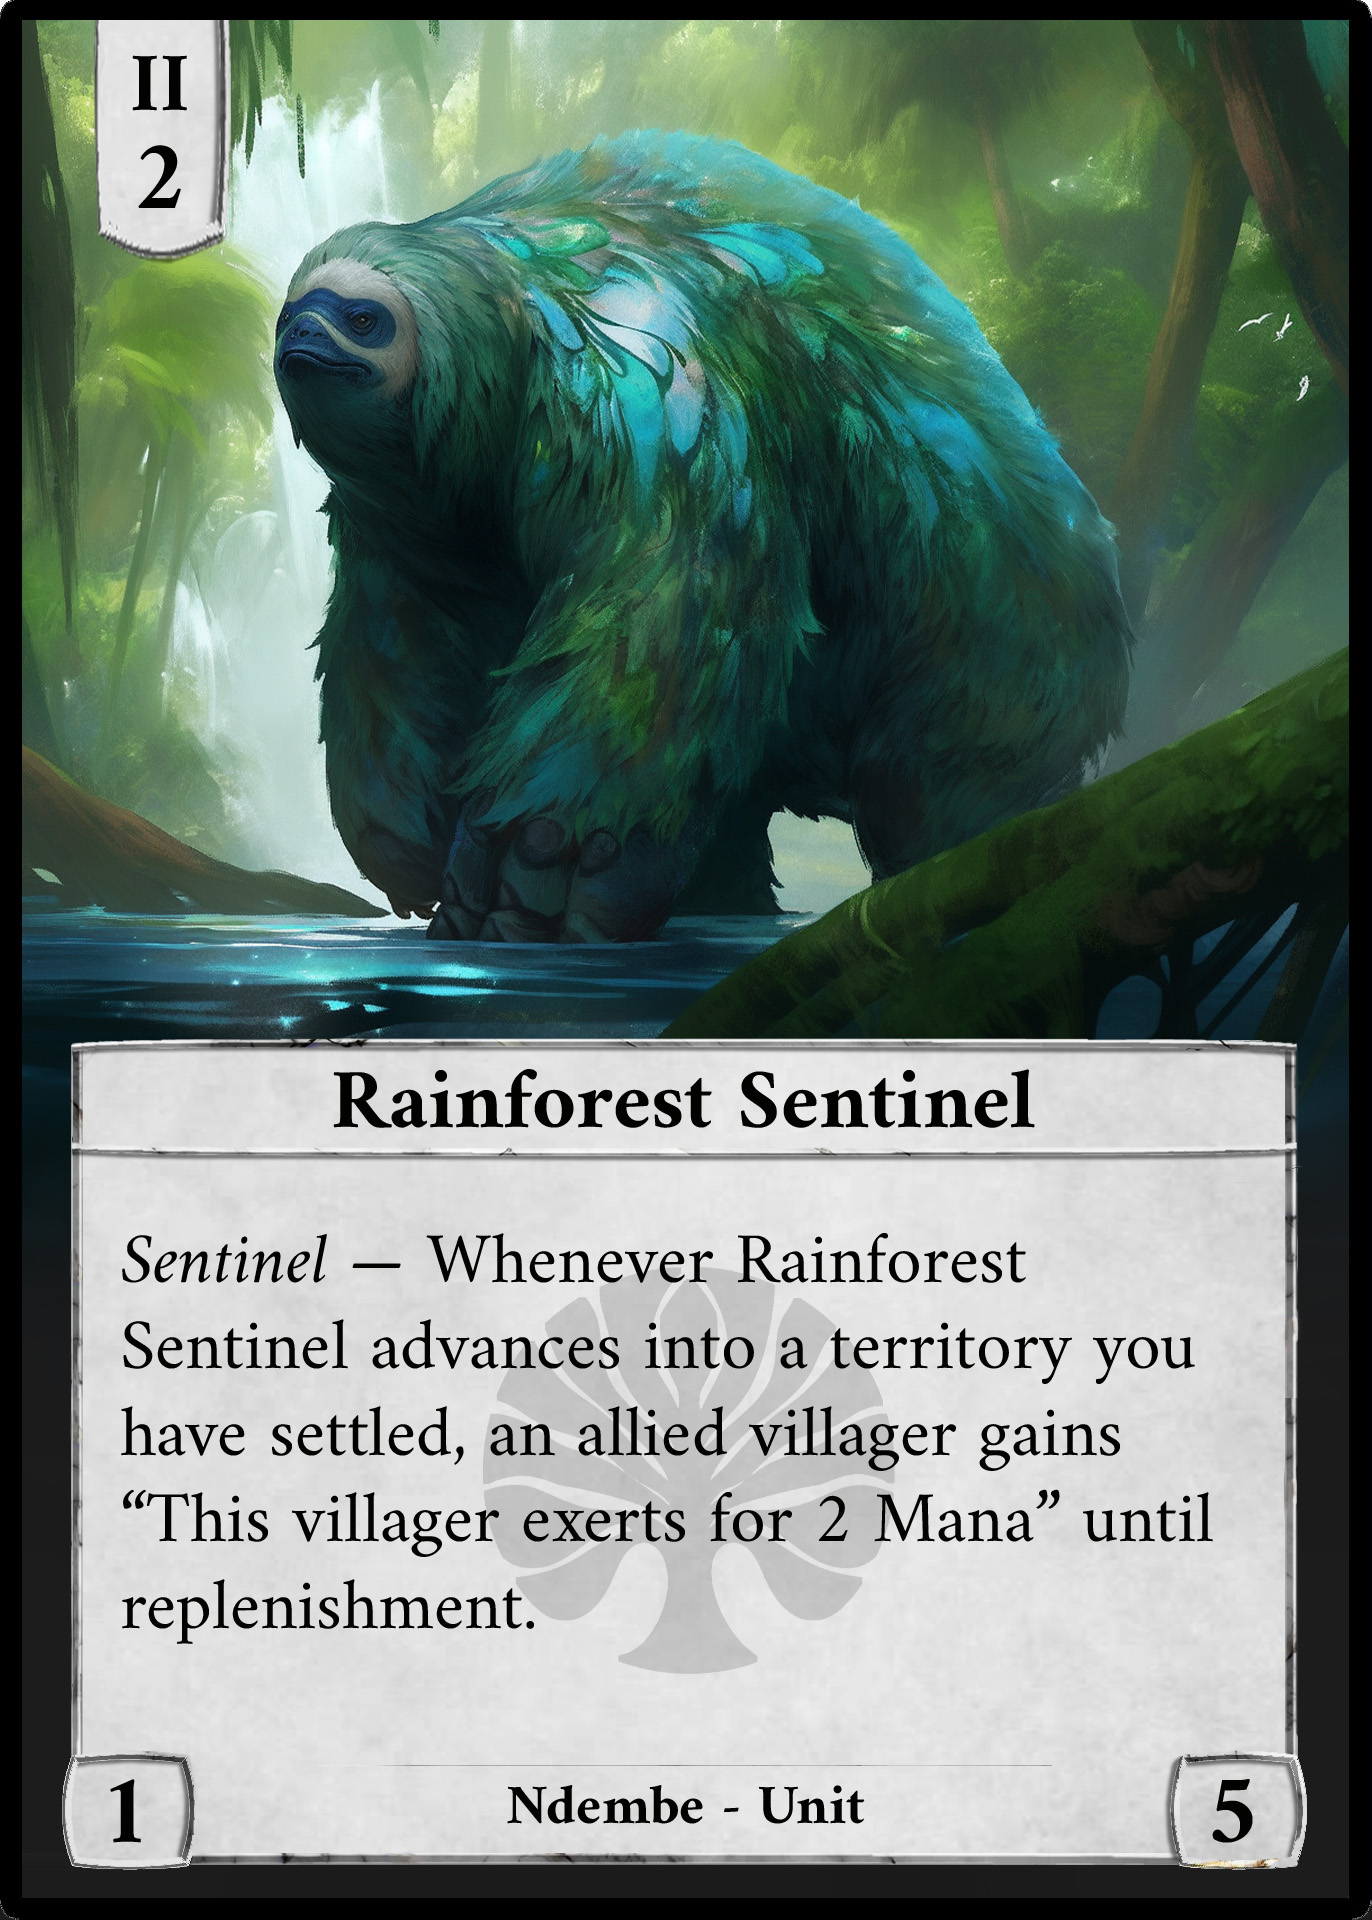 II
2
Rainforest Sentinel
Sentinel — Whenever Rainforest
Sentinel advances into a territory you
have settled, an allied villager gains
“This villager exerts for 2 Mana” until
replenishment.
1
Ndembe - Unit
5